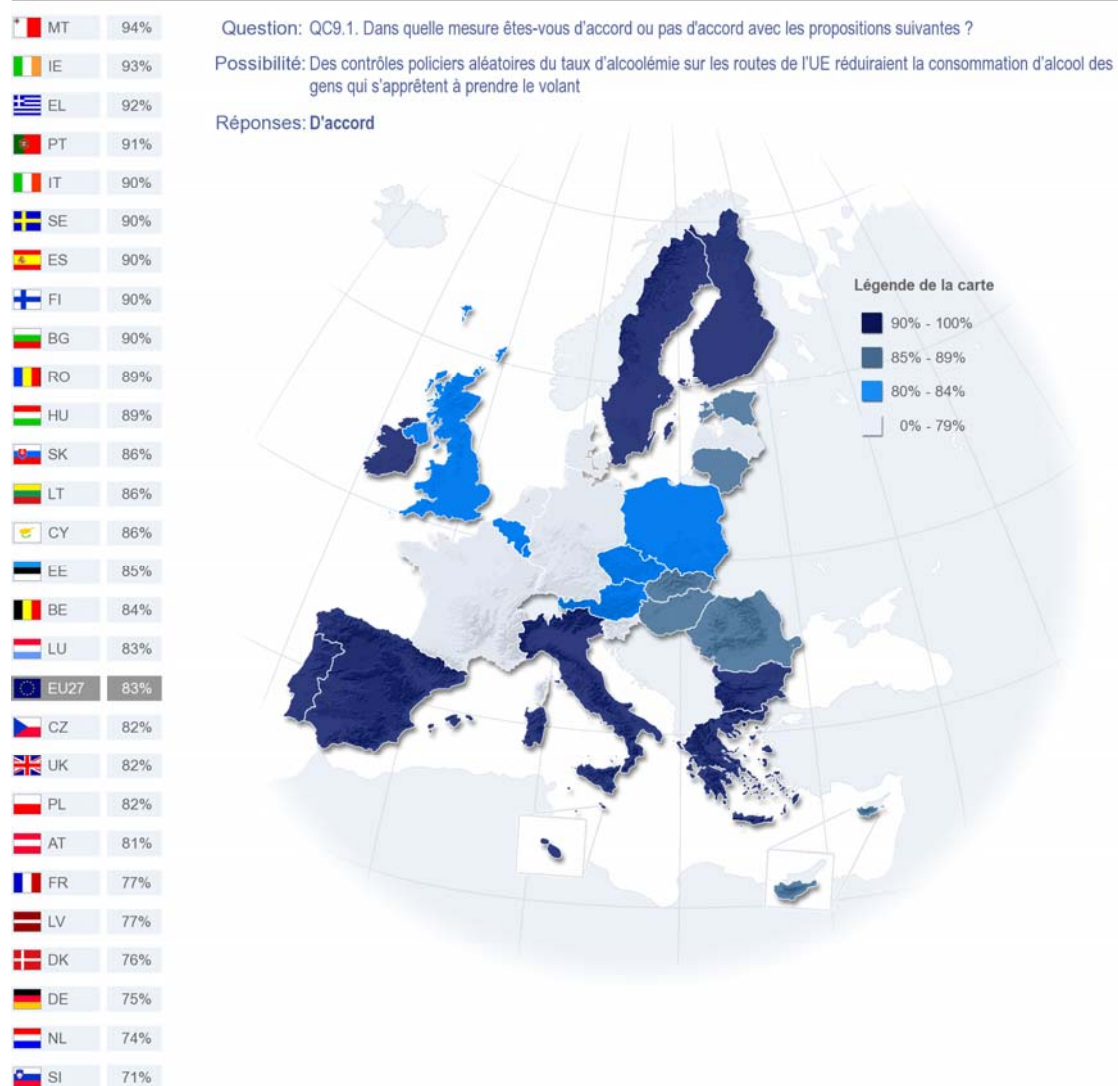 MT 94%
IE 93%
EL 92%
PT 91%
IT 90%
SE 90%
ES 90%
FI 90%
BG 90%
RO 89%
HU 89%
SK 86%
LT 86%
CY 86%
EE 85%
BE 84%
LU 83%
EU27 83%
CZ 82%
UK 82%
PL 82%
AT 81%
FR 77%
LV 77%
DK 76%
DE 75%
NL 74%
SI 71%
Question: QC9.1. Dans quelle mesure êtes-vous d'accord ou pas d'accord avec les propositions suivantes ?
Possibilité: Des contrôles policiers aléatoires du taux d'alcoolémie sur les routes de l'UE réduiraient la consommation d'alcool des
gens qui s'apprêtent à prendre le volant
Réponses: D'accord
Légende de la carte
90% - 100%
85% - 89%
80% - 84%
0% - 79%